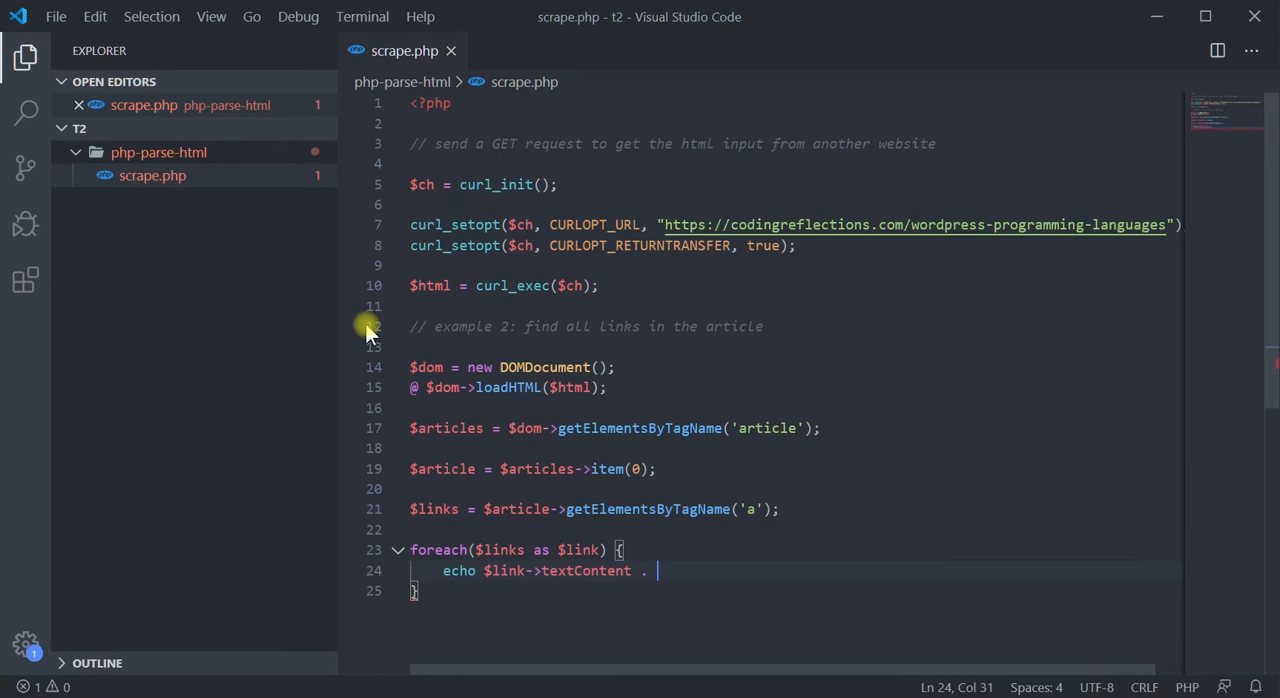 File Edit Selection View Go Debug Terminal Help
scrape.php - t2 - Visual Studio Code
EXPLORER
OPEN EDITORS
scrape.php php-parse-html 1
T2
php-parse-html
scrape.php 1
OUTLINE
scrape.php
php-parse-html > scrape.php
1 <?php
2
3 // send a GET request to get the html input from another website
4
5 $ch = curl_init();
6
7 curl_setopt($ch, CURLOPT_URL, "https://codingreflections.com/wordpress-programming-languages")
8 curl_setopt($ch, CURLOPT_RETURNTRANSFER, true);
9
10 $html = curl_exec($ch);
11
12 // example 2: find all links in the article
13
14 $dom = new DOMDocument();
15 @ $dom->loadHTML($html);
16
17 $articles = $dom->getElementsByTagName('article');
18
19 $article = $articles->item(0);
20
21 $links = $article->getElementsByTagName('a');
22
23 foreach($links as $link) {
24 echo $link->textContent .
25 }
1
1 0 Ln 24, Col 31 Spaces: 4 UTF-8 CRLF PHP